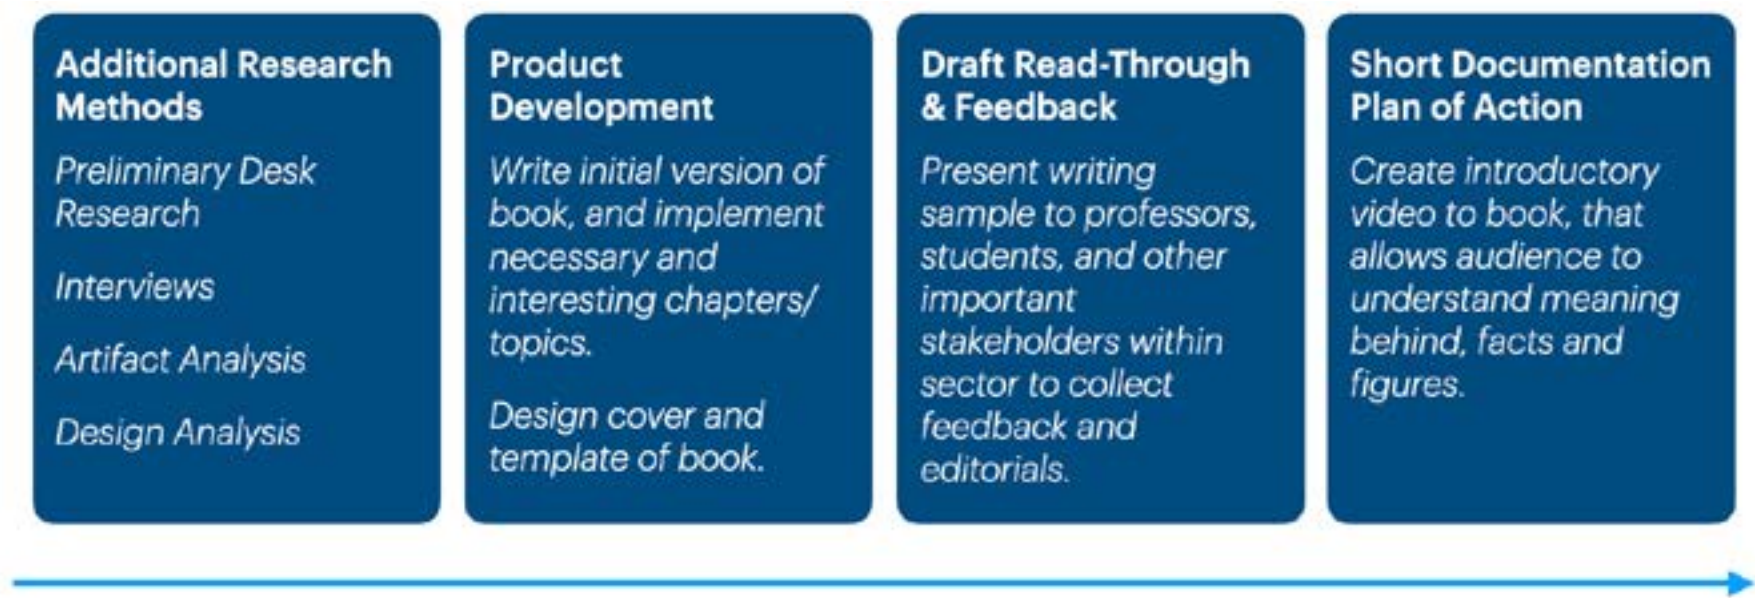 Additional Research
Methods
Preliminary Desk
Research
Interviews
Artifact Analysis
Design Analysis
Product
Development
Write initial version of
book, and implement
necessary and
interesting chapters/
topics.
Design cover and
template of book.
Draft Read-Through
& Feedback
Present writing
sample to professors,
students, and other
important
stakeholders within
sector to collect
feedback and
editorials.
Short Documentation
Plan of Action
Create introductory
video to book, that
allows audience to
understand meaning
behind, facts and
figures.